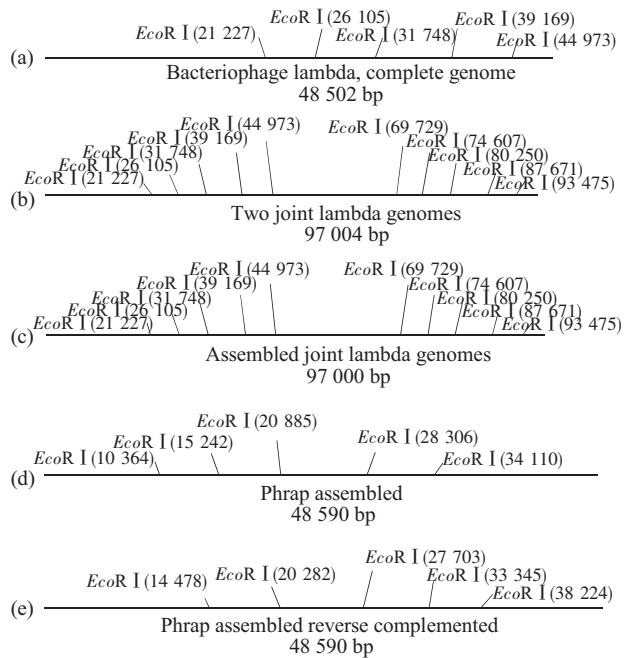 EcoR I (26 105)
EcoR I (39 169)
EcoR I (21 227)
EcoR I (31 748)
EcoR I (44 973)
(a)
Bacteriophage lambda, complete genome
48 502 bp
EcoR I (44 973)
EcoR I (69 729)
EcoR I (39 169)
EcoR I (74 607)
EcoR I (31 748)
EcoR I (80 250)
EcoR I (26 105)
EcoR I (87 671)
EcoR I (21 227)
EcoR I (93 475)
(b)
Two joint lambda genomes
97 004 bp
EcoR I (44 973)
EcoR I (69 729)
EcoR I (39 169)
EcoR I (74 607)
EcoR I (31 748)
EcoR I (80 250)
EcoR I (26 105)
EcoR I (87 671)
EcoR I (21 227)
EcoR I (93 475)
(c)
Assembled joint lambda genomes
97 000 bp
EcoR I (20 885)
EcoR I (15 242)
EcoR I (28 306)
EcoR I (10 364)
EcoR I (34 110)
(d)
Phrap assembled
48 590 bp
EcoR I (27 703)
EcoR I (14 478)
EcoR I (20 282)
EcoR I (33 345)
EcoR I (38 224)
(e)
Phrap assembled reverse complemented
48 590 bp